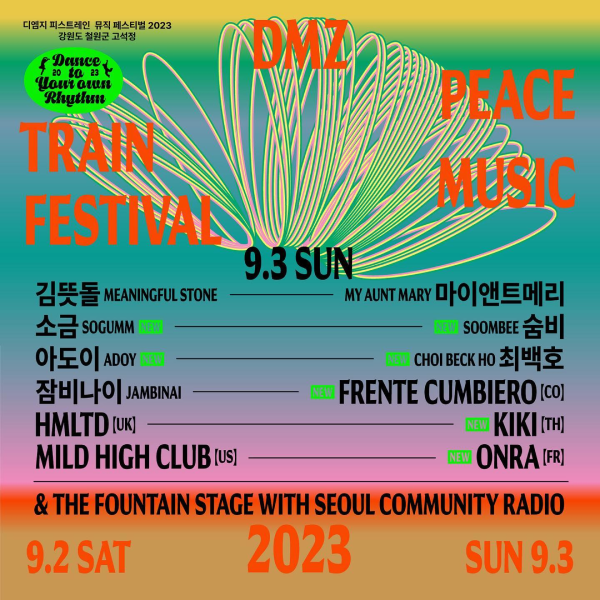 디엠지 피스트레인 뮤직 페스티벌 2023
강원도 철원군 고석정
Dance
20 to 23
Your own
Rhythm
DMZ
PEACE
TRAIN
MUSIC
FESTIVAL
9.3 SUN
김뜻돌 MEANINGFUL STONE MY AUNT MARY 마이앤트메리
소금 SOGUMM NEW NEW SOOMBEE 숨비
아도이 ADOY NEW NEW CHOI BECK HO 최백호
잠비나이 JAMBINAI NEW FRENTE CUMBIERO [CO]
HMLTD [UK] NEW KIKI [TH]
MILD HIGH CLUB [US] NEW ONRA [FR]
& THE FOUNTAIN STAGE WITH SEOUL COMMUNITY RADIO
9.2 SAT 2023 SUN 9.3